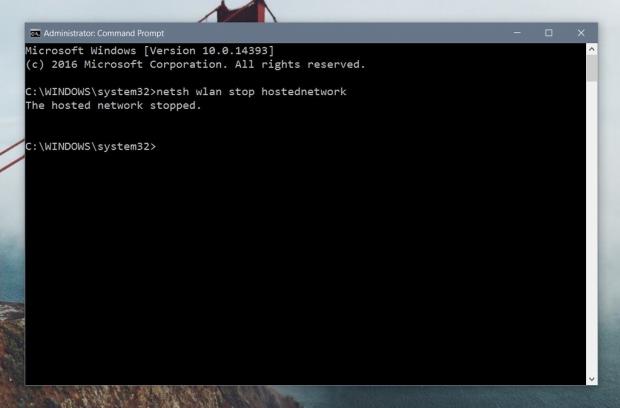 Administrator: Command Prompt
Microsoft Windows [Version 10.0.14393]
(c) 2016 Microsoft Corporation. All rights reserved.
C:\WINDOWS\system32>netsh wlan stop hostednetwork
The hosted network stopped.
C:\WINDOWS\system32>